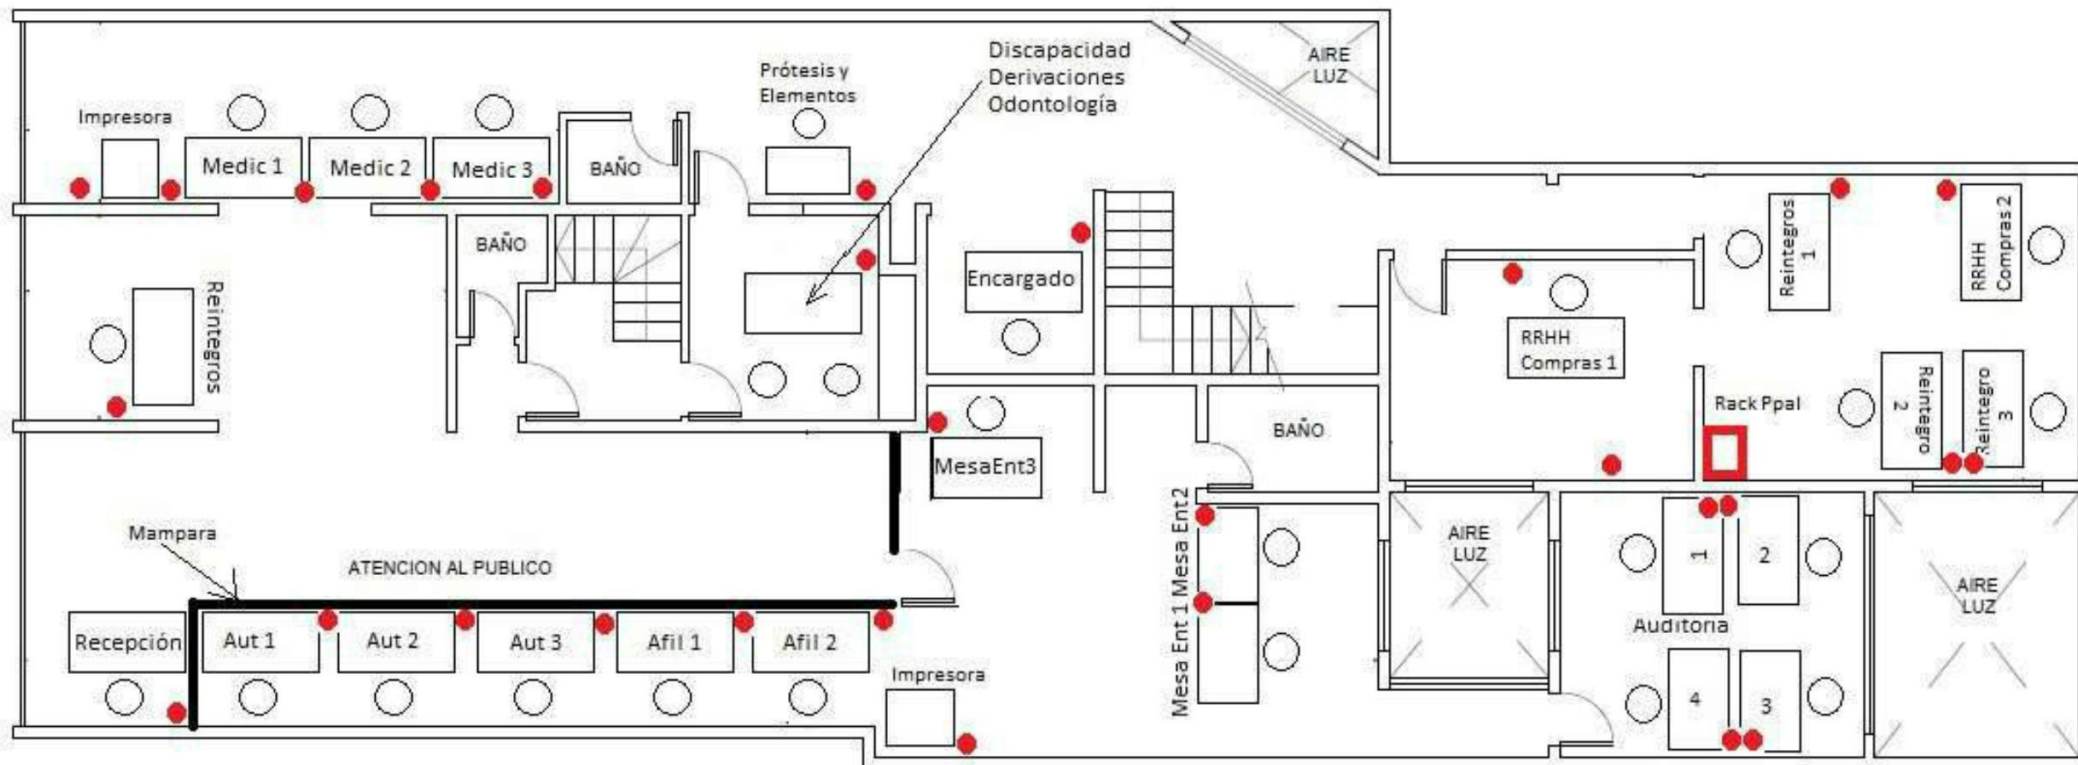 Discapacidad
Derivaciones
Odontología
AIRE
LUZ
Prótesis y
Elementos
Impresora
Medic 1
Medic 2
Medic 3
BAÑO
BAÑO
Reintegros
Encargado
Reintegros
1
RRHH
Compras 2
RRHH
Compras 1
Rack Ppal
Reintegro
2
Reintegro
3
MesaEnt3
BAÑO
Mampara
ATENCION AL PUBLICO
Mesa Ent 1 Mesa Ent2
AIRE
LUZ
1
2
AIRE
LUZ
Auditoria
Recepción
Aut 1
Aut 2
Aut 3
Afil 1
Afil 2
Impresora
4
3